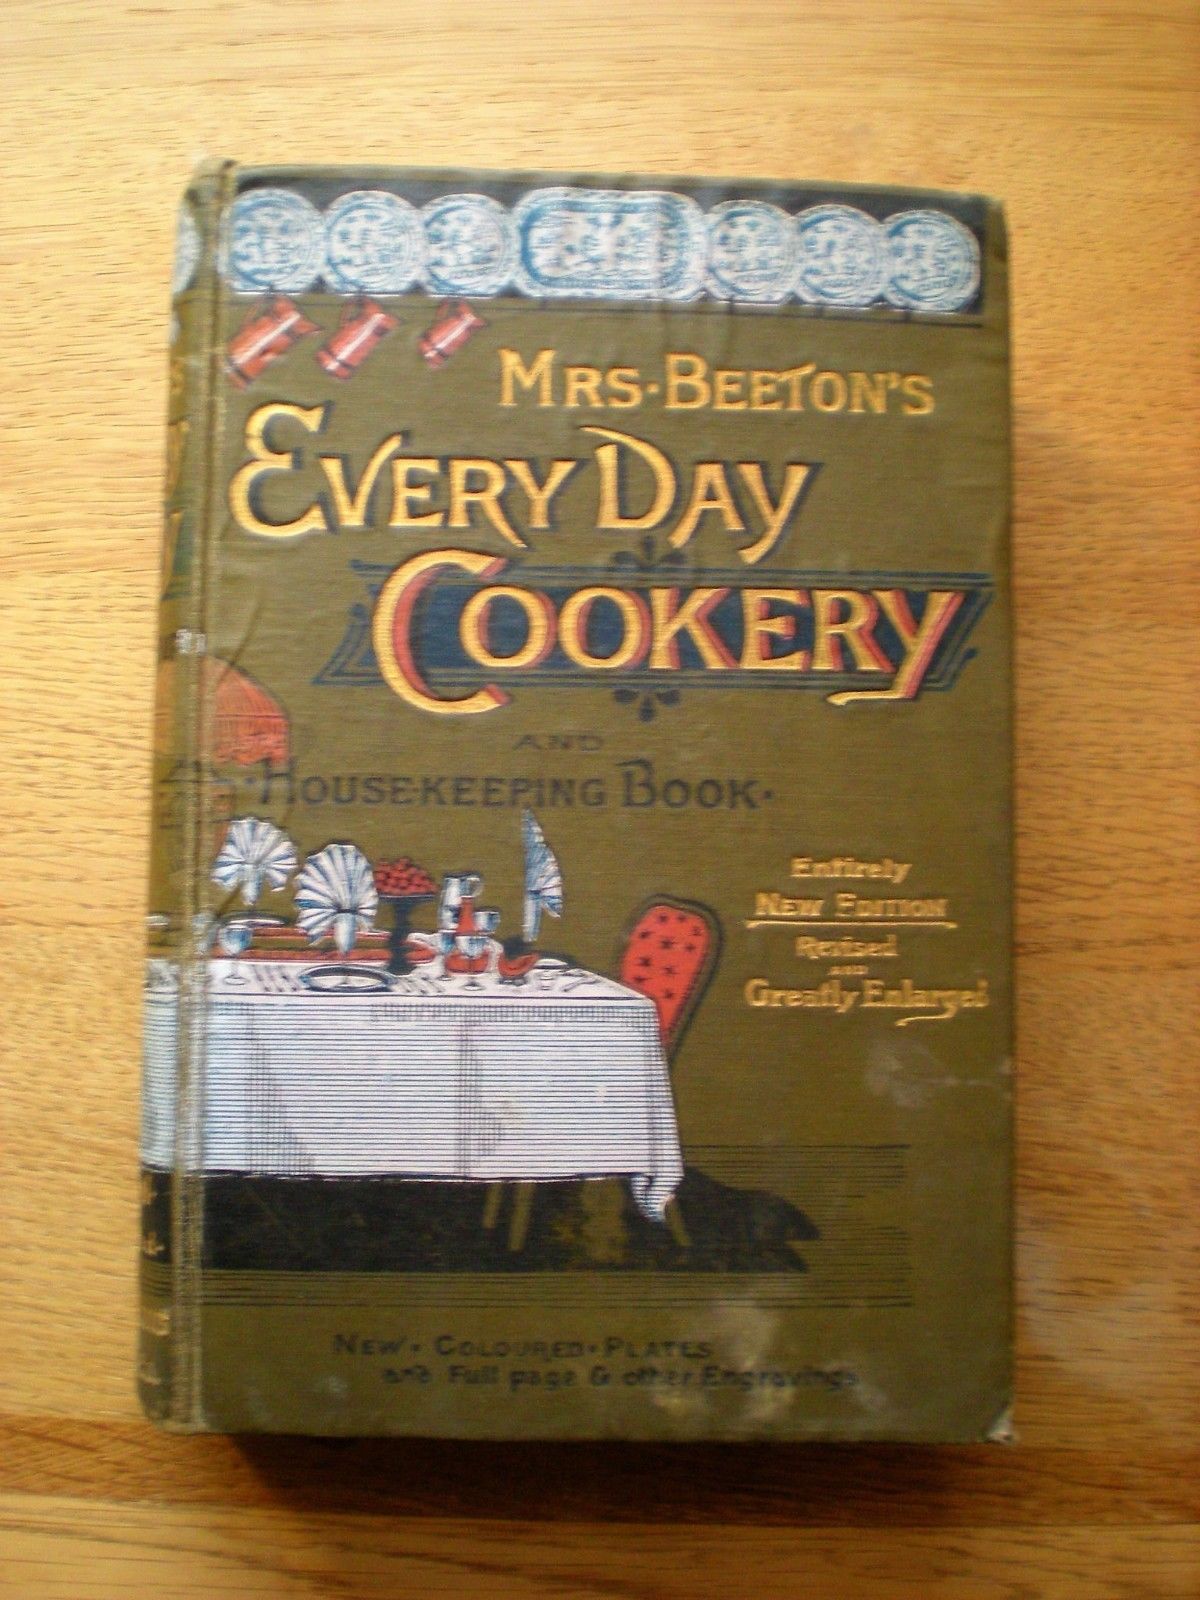 MRS·BEETON'S
EVERY DAY
COOKERY
AND
·HOUSE-KEEPING BOOK·
Entirely
NEW EDITION
Revised
AND
Greatly Enlarged
NEW·COLOURED·PLATES
and Full page & other Engravings